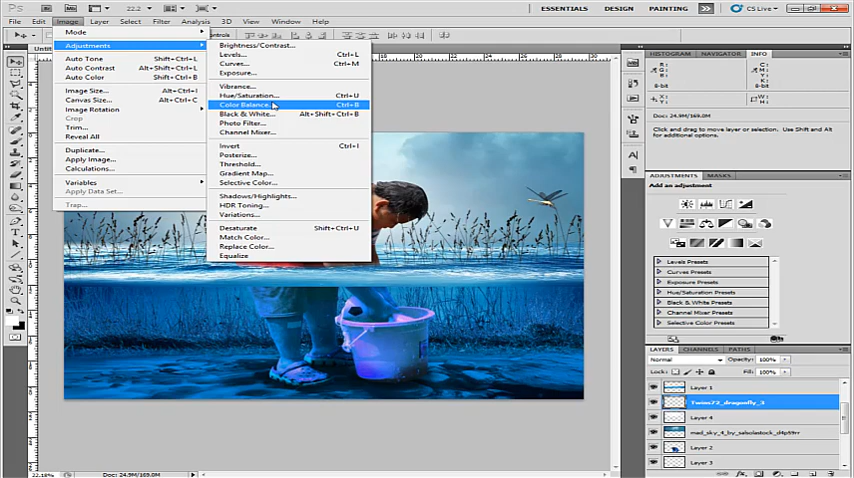 Ps
22.2
ESSENTIALS
DESIGN
PAINTING
CS Live
File
Edit
Image
Layer
Select
Filter
Analysis
3D
View
Window
Help
Mode
Adjustments
Auto Tone Shift+Ctrl+L
Auto Contrast Alt+Shift+Ctrl+L
Auto Color Shift+Ctrl+B
Image Size... Alt+Ctrl+I
Canvas Size... Alt+Ctrl+C
Image Rotation
Crop
Trim...
Reveal All
Duplicate...
Apply Image...
Calculations...
Variables
Apply Data Set...
Trap...
Brightness/Contrast...
Levels... Ctrl+L
Curves... Ctrl+M
Exposure...
Vibrance...
Hue/Saturation... Ctrl+U
Color Balance... Ctrl+B
Black & White... Alt+Shift+Ctrl+B
Photo Filter...
Channel Mixer...
Invert Ctrl+I
Posterize...
Threshold...
Gradient Map...
Selective Color...
Shadows/Highlights...
HDR Toning...
Variations...
Desaturate Shift+Ctrl+U
Match Color...
Replace Color...
Equalize
HISTOGRAM
NAVIGATOR
INFO
Doc: 24.9M/169.0M
Click and drag to move layer or selection. Use Shift and Alt for additional options.
ADJUSTMENTS
MASKS
Add an adjustment
Levels Presets
Curves Presets
Exposure Presets
Hue/Saturation Presets
Black & White Presets
Channel Mixer Presets
Selective Color Presets
LAYERS
CHANNELS
PATHS
Normal
Opacity: 100%
Lock:
Fill: 100%
Layer 1
Twins72_dragonfly_3
Layer 4
mad_sky_4_by_salsolastock_d4p59rr
Layer 2
Layer 3
22.18%
Doc: 24.9M/169.0M